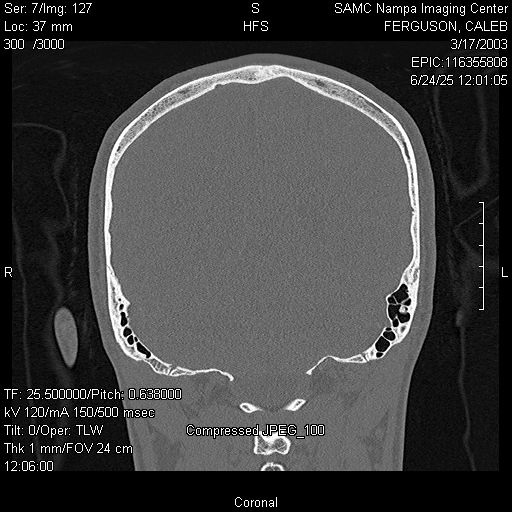 Ser: 7/Img: 127
Loc: 37 mm
300 /3000
S
HFS
SAMC Nampa Imaging Center
FERGUSON, CALEB
3/17/2003
EPIC:116355808
6/24/25 12:01:05
R
L
TF: 25.500000/Pitch: 0.638000
kV 120/mA 150/500 msec
Tilt: 0/Oper: TLW
Thk 1 mm/FOV 24 cm
12:06:00
Compressed JPEG_100
Coronal